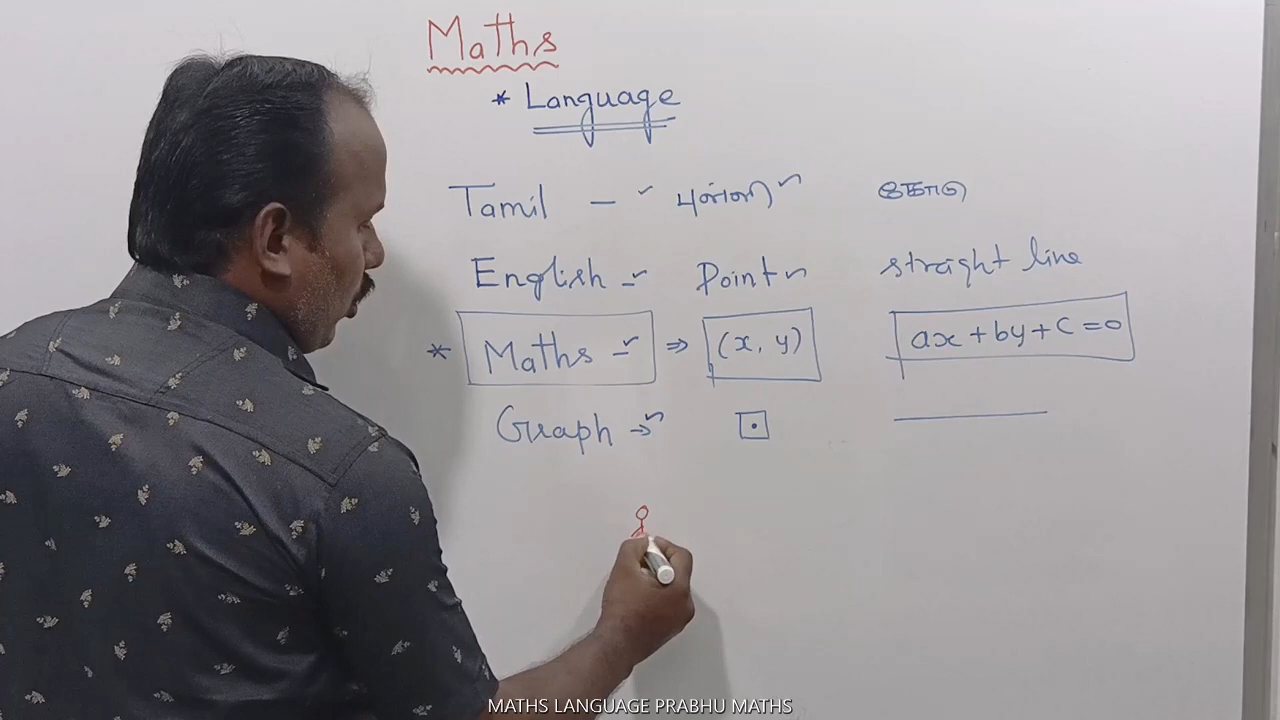 Maths
* Language
Tamil - ✓ புள்ளி ✓ கோடு
English - ✓ Point ✓ straight line
* Maths - ✓ ⇒ (x, y) ax + by + c = 0
Graph → ✓
MATHS LANGUAGE PRABHU MATHS